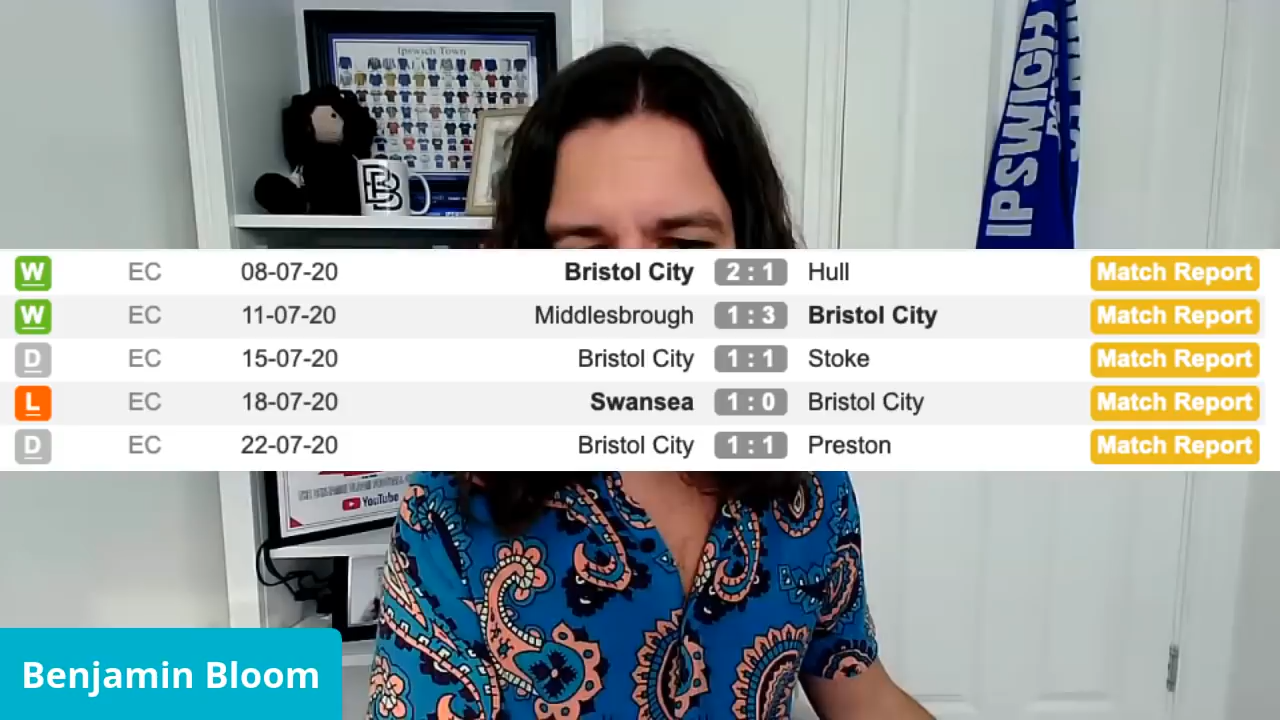 Ipswich Town
B
IPSWICH
W EC 08-07-20 Bristol City 2 : 1 Hull Match Report
W EC 11-07-20 Middlesbrough 1 : 3 Bristol City Match Report
D EC 15-07-20 Bristol City 1 : 1 Stoke Match Report
L EC 18-07-20 Swansea 1 : 0 Bristol City Match Report
D EC 22-07-20 Bristol City 1 : 1 Preston Match Report
YouTube
Benjamin Bloom